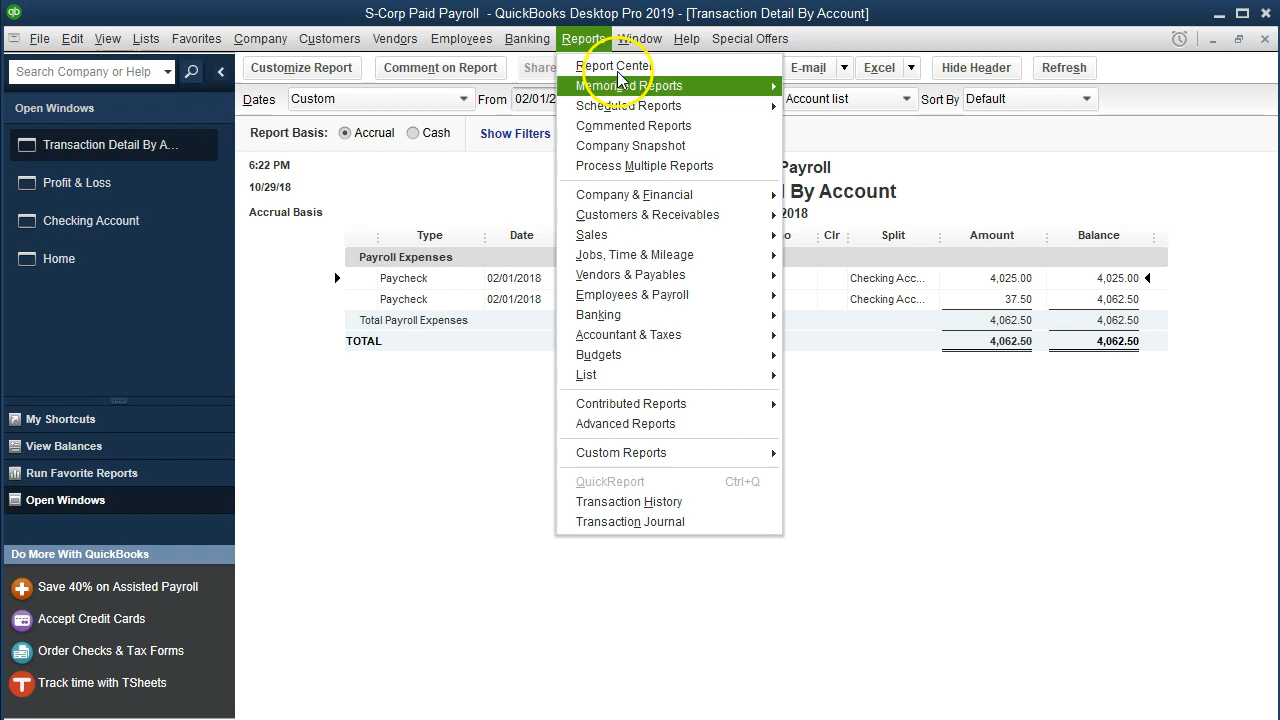 S-Corp Paid Payroll - QuickBooks Desktop Pro 2019 - [Transaction Detail By Account]
File Edit View Lists Favorites Company Customers Vendors Employees Banking Reports Window Help Special Offers
Search Company or Help
Customize Report Comment on Report Share E-mail Excel Hide Header Refresh
Open Windows
Dates Custom From 02/01/2 Account list Sort By Default
Report Basis: Accrual Cash Show Filters
Transaction Detail By A...
Profit & Loss
Checking Account
Home
My Shortcuts
View Balances
Run Favorite Reports
Open Windows
Do More With QuickBooks
Save 40% on Assisted Payroll
Accept Credit Cards
Order Checks & Tax Forms
Track time with TSheets
Report Center
Memorized Reports
Scheduled Reports
Commented Reports
Company Snapshot
Process Multiple Reports
Company & Financial
Customers & Receivables
Sales
Jobs, Time & Mileage
Vendors & Payables
Employees & Payroll
Banking
Accountant & Taxes
Budgets
List
Contributed Reports
Advanced Reports
Custom Reports
QuickReport Ctrl+Q
Transaction History
Transaction Journal
6:22 PM
10/29/18
Accrual Basis
Payroll
By Account
2018
Type Date Clr Split Amount Balance
Payroll Expenses
Paycheck 02/01/2018 Checking Acc... 4,025.00 4,025.00
Paycheck 02/01/2018 Checking Acc... 37.50 4,062.50
Total Payroll Expenses 4,062.50 4,062.50
TOTAL 4,062.50 4,062.50